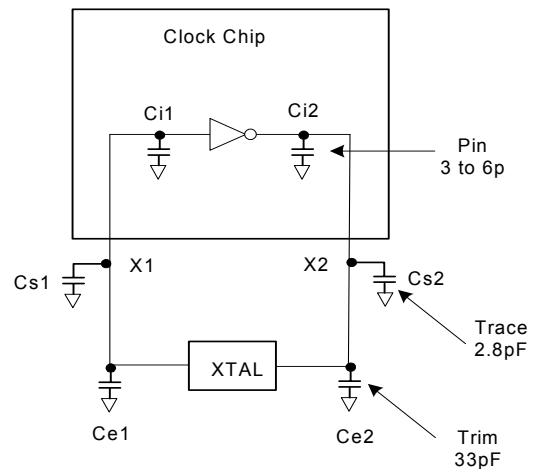 Clock Chip
Ci1
Ci2
Pin
3 to 6p
X1
X2
Cs1
Cs2
Trace
2.8pF
XTAL
Ce1
Ce2
Trim
33pF